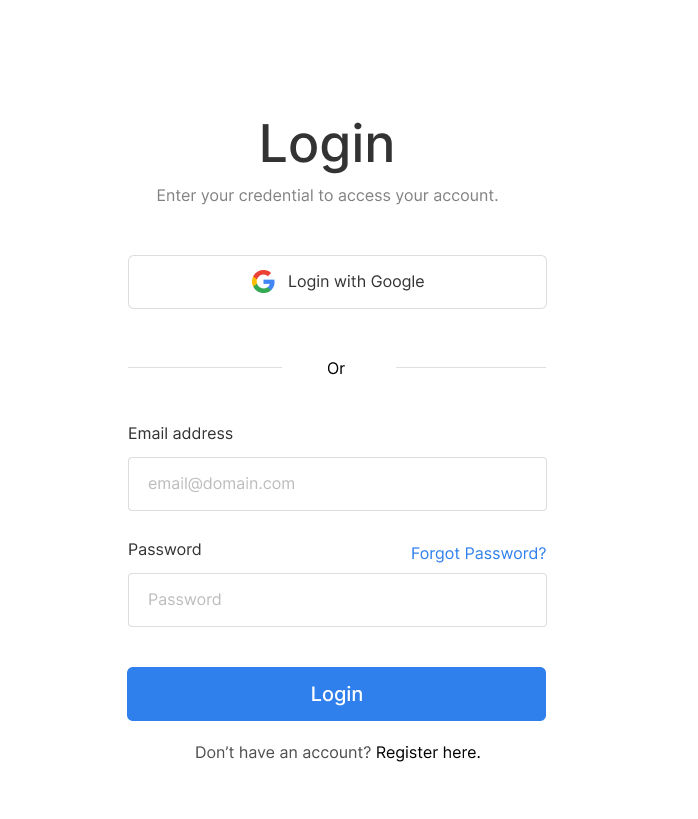 Login
Enter your credential to access your account.
Login with Google
Or
Email address
email@domain.com
Password
Forgot Password?
Password
Login
Don’t have an account? Register here.